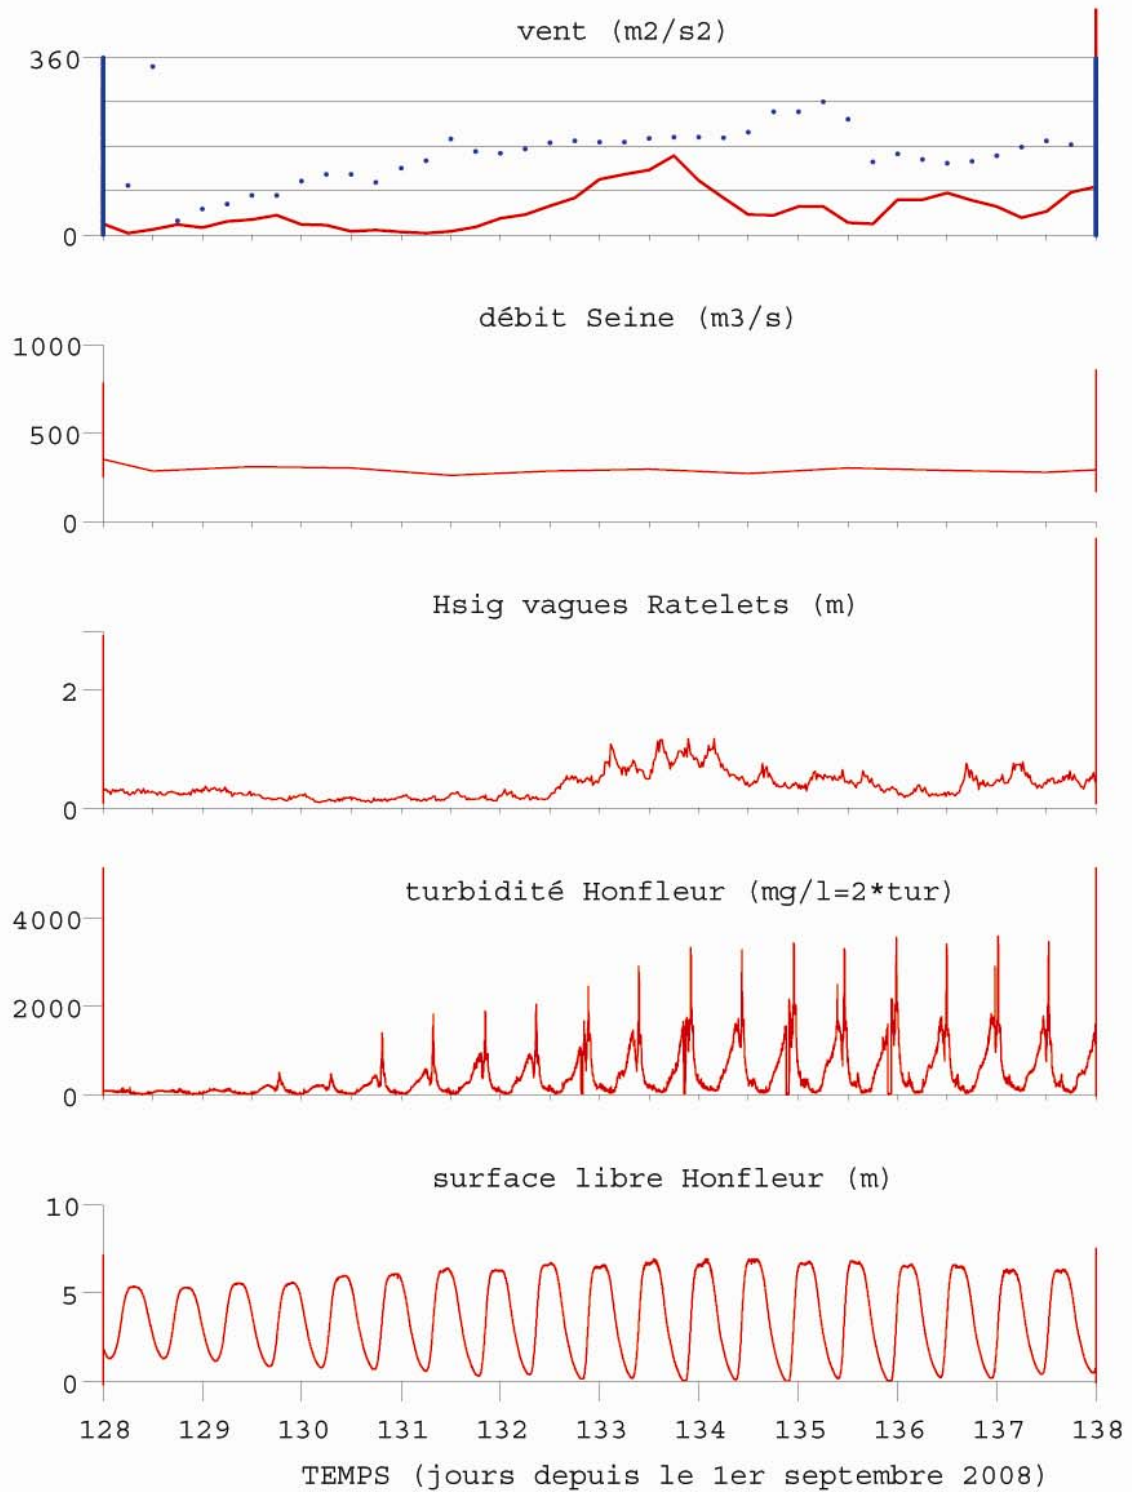 vent (m2/s2)
360
0
débit Seine (m3/s)
1000
500
0
Hsig vagues Ratelets (m)
2
0
turbidité Honfleur (mg/l=2*tur)
4000
2000
0
surface libre Honfleur (m)
10
5
0
128 129 130 131 132 133 134 135 136 137 138
TEMPS (jours depuis le 1er septembre 2008)